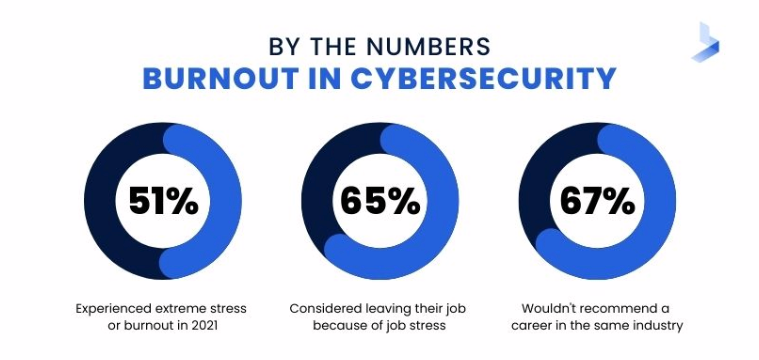 BY THE NUMBERS
BURNOUT IN CYBERSECURITY
51%
65%
67%
Experienced extreme stress
or burnout in 2021
Considered leaving their job
because of job stress
Wouldn't recommend a
career in the same industry